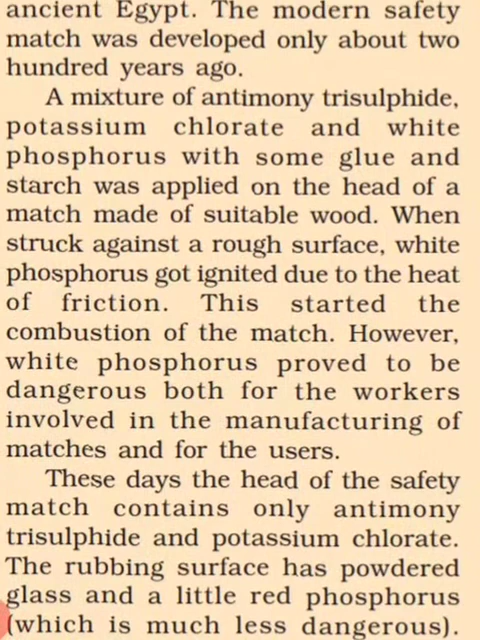 ancient Egypt. The modern safety
match was developed only about two
hundred years ago.
A mixture of antimony trisulphide,
potassium chlorate and white
phosphorus with some glue and
starch was applied on the head of a
match made of suitable wood. When
struck against a rough surface, white
phosphorus got ignited due to the heat
of friction. This started the
combustion of the match. However,
white phosphorus proved to be
dangerous both for the workers
involved in the manufacturing of
matches and for the users.
These days the head of the safety
match contains only antimony
trisulphide and potassium chlorate.
The rubbing surface has powdered
glass and a little red phosphorus
(which is much less dangerous).